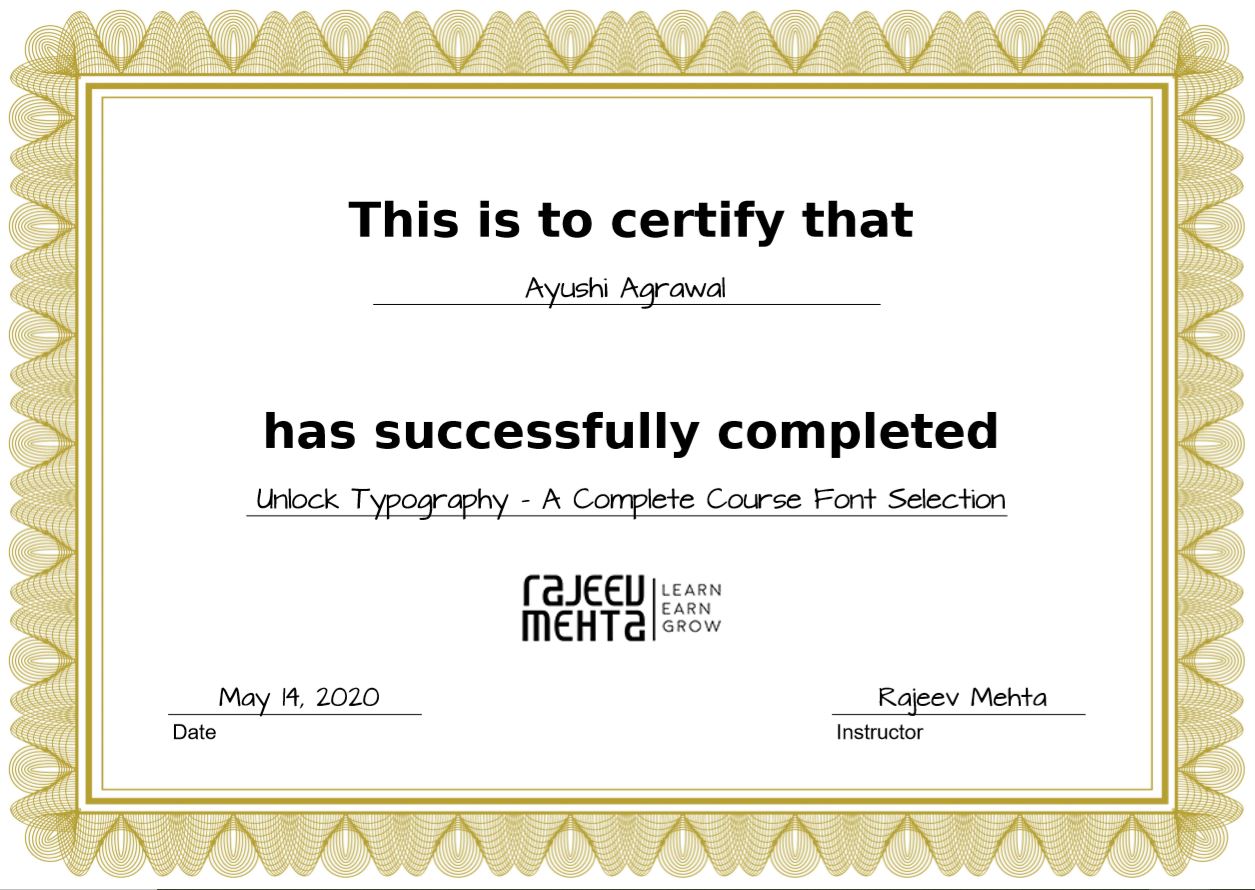 This is to certify that
Ayushi Agrawal
has successfully completed
Unlock Typography - A Complete Course Font Selection
rajeev
mehta
LEARN
EARN
GROW
May 14, 2020
Date
Rajeev Mehta
Instructor